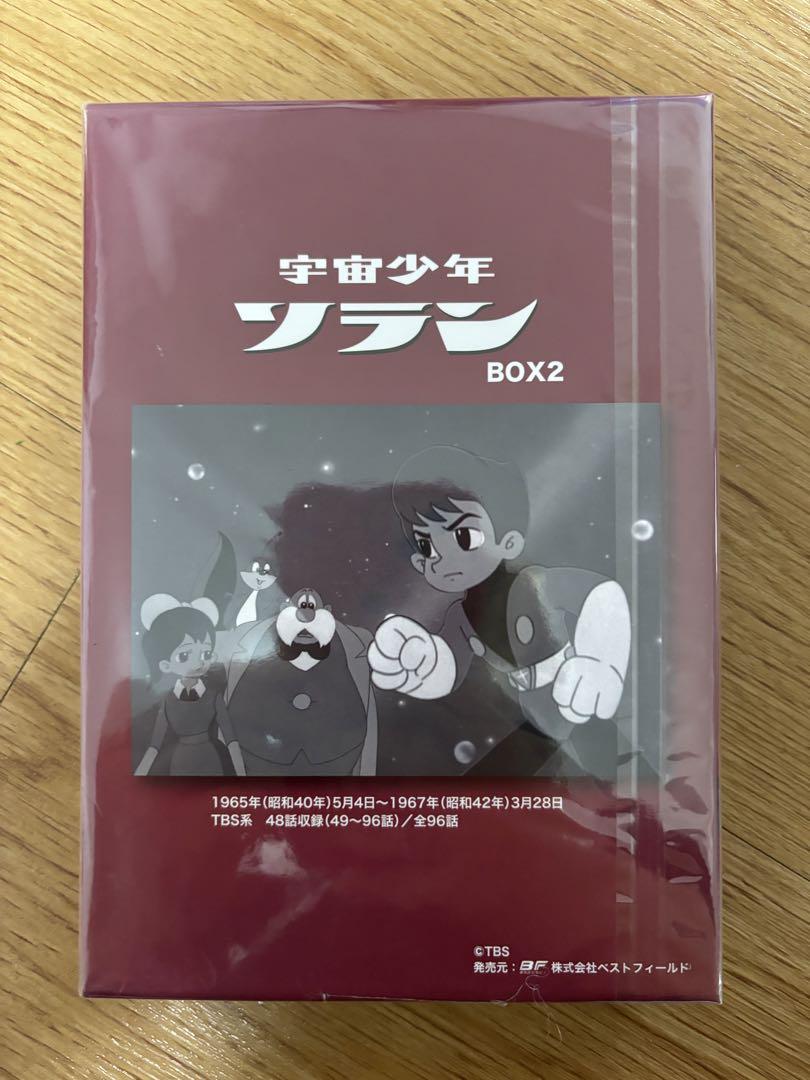 宇宙少年
ソラン
BOX2
1965年(昭和40年)5月4日〜1967年(昭和42年)3月28日
TBS系 48話収録(49〜96話)/全96話
©TBS
発売元:BF 株式会社ベストフィールド